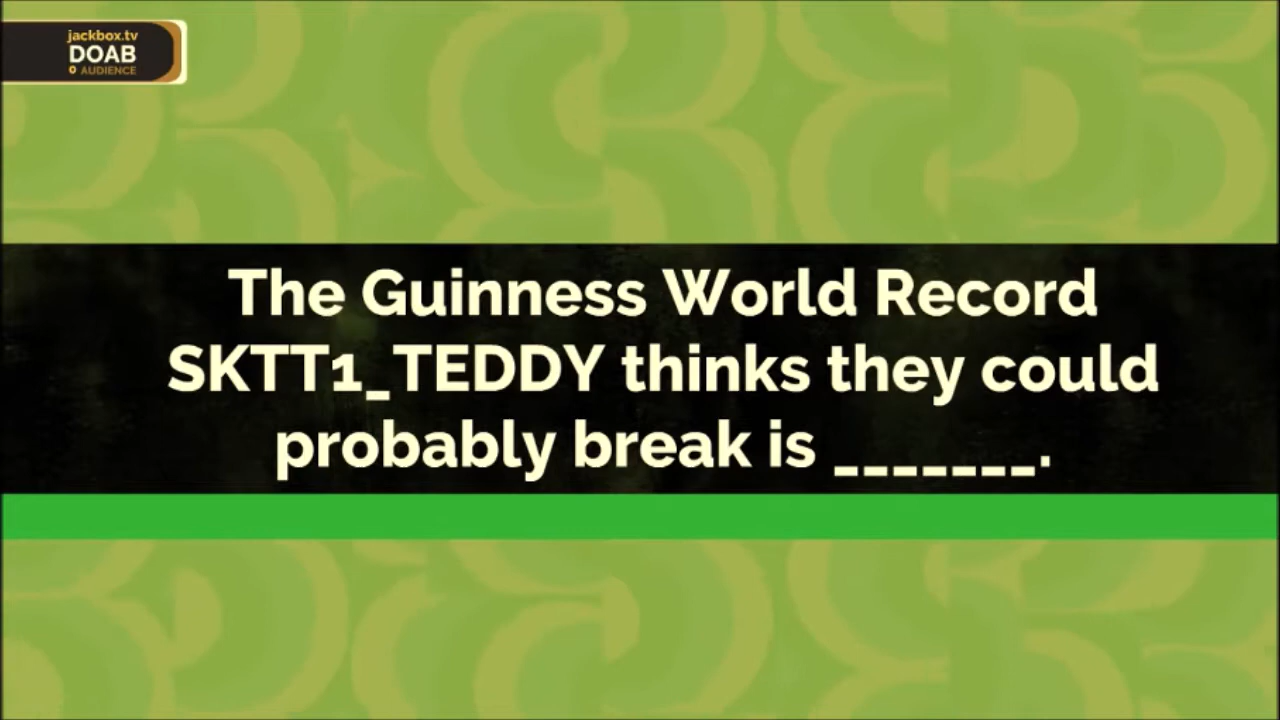 jackbox.tv
DOAB
AUDIENCE
The Guinness World Record
SKTT1_TEDDY thinks they could
probably break is _______.